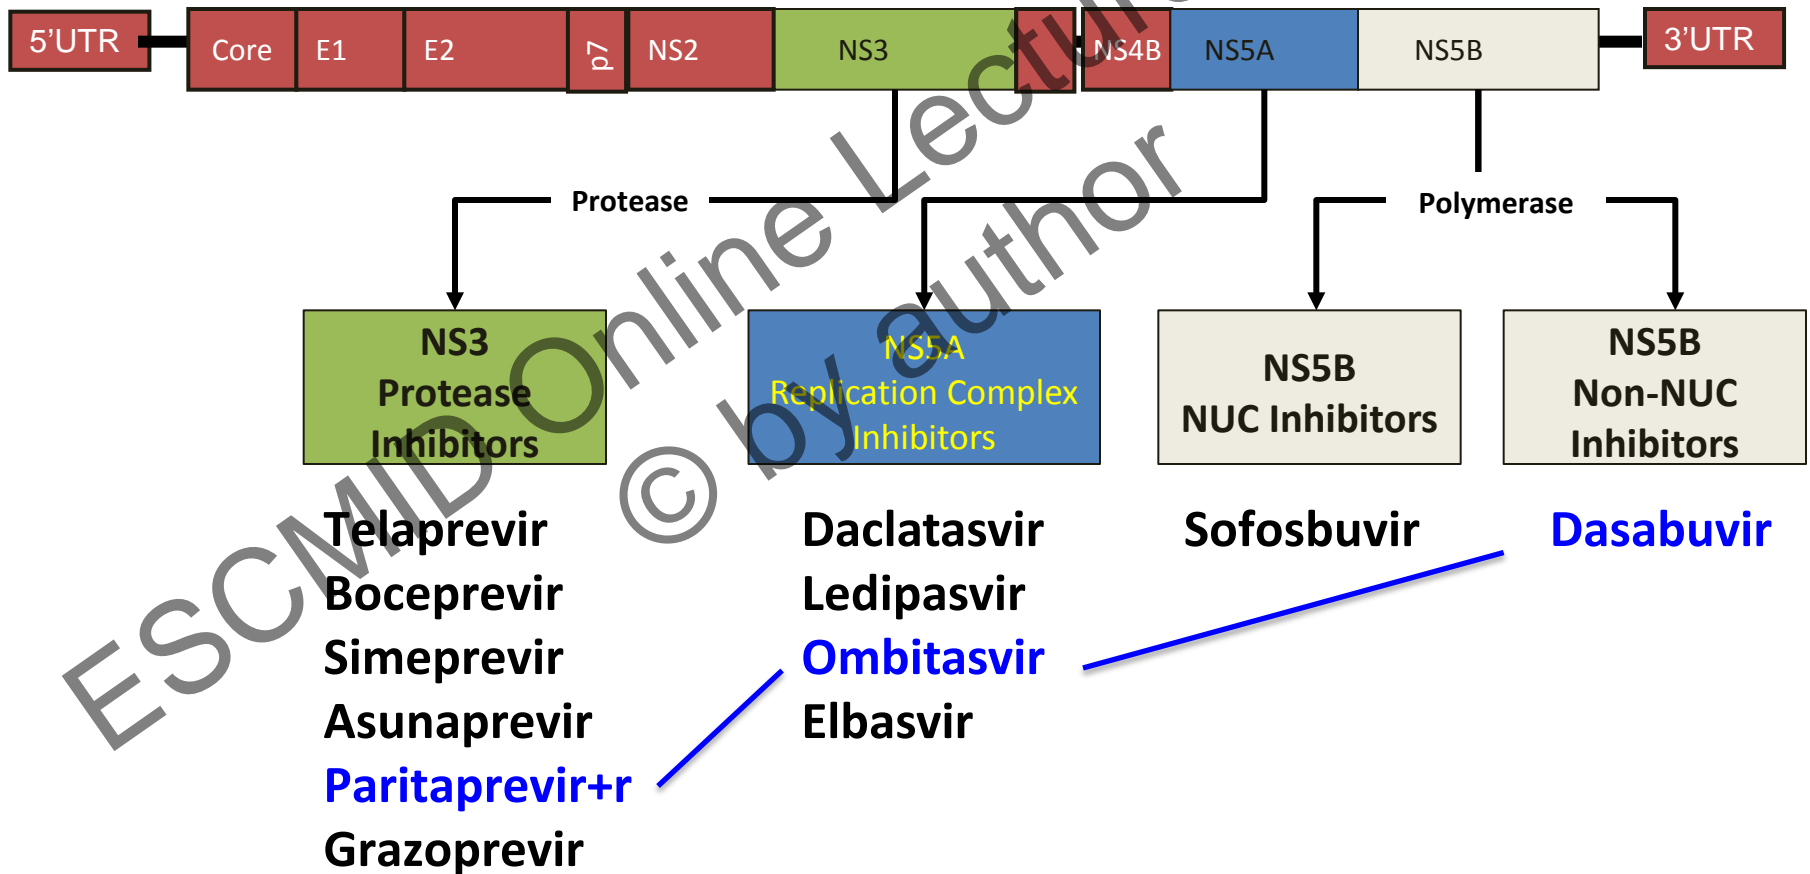 5’UTR
Core
E1
E2
p7
NS2
NS3
NS4B
NS5A
NS5B
3’UTR
Protease
Polymerase
NS3
Protease
Inhibitors
NS5A
Replication Complex
Inhibitors
NS5B
NUC Inhibitors
NS5B
Non-NUC
Inhibitors
Telaprevir
Boceprevir
Simeprevir
Asunaprevir
Paritaprevir+r
Grazoprevir
Daclatasvir
Ledipasvir
Ombitasvir
Elbasvir
Sofosbuvir
Dasabuvir
ESCMID Online Lecture
© by author